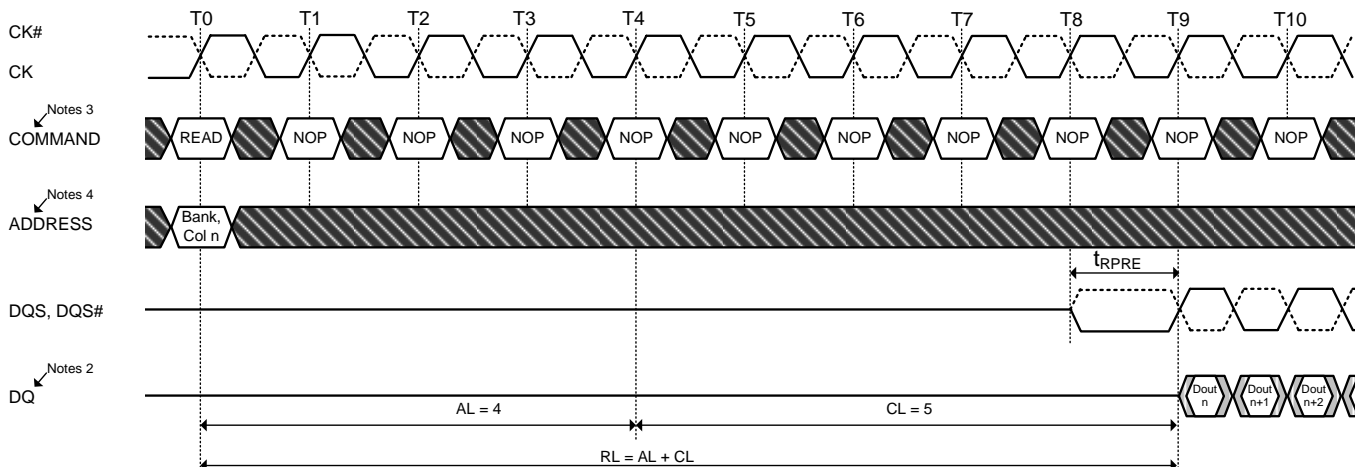 T0 T1 T2 T3 T4 T5 T6 T7 T8 T9 T10
CK#
CK
Notes 3
COMMAND
READ NOP NOP NOP NOP NOP NOP NOP NOP NOP NOP
Notes 4
ADDRESS
Bank,
Col n
tRPRE
DQS, DQS#
Notes 2
DQ
Dout
n
Dout
n+1
Dout
n+2
AL = 4
CL = 5
RL = AL + CL